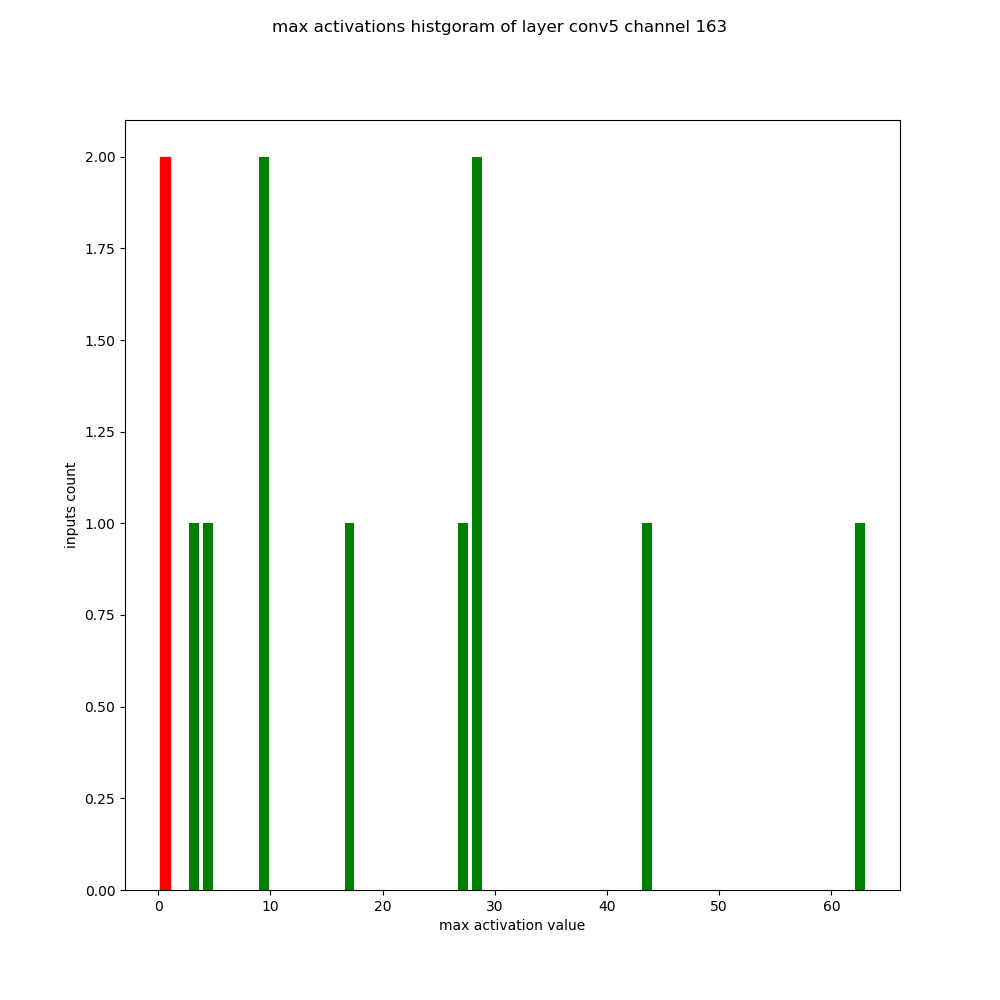 max activations histgoram of layer conv5 channel 163
2.00
1.75
1.50
1.25
1.00
0.75
0.50
0.25
0.00
inputs count
0 10 20 30 40 50 60
max activation value